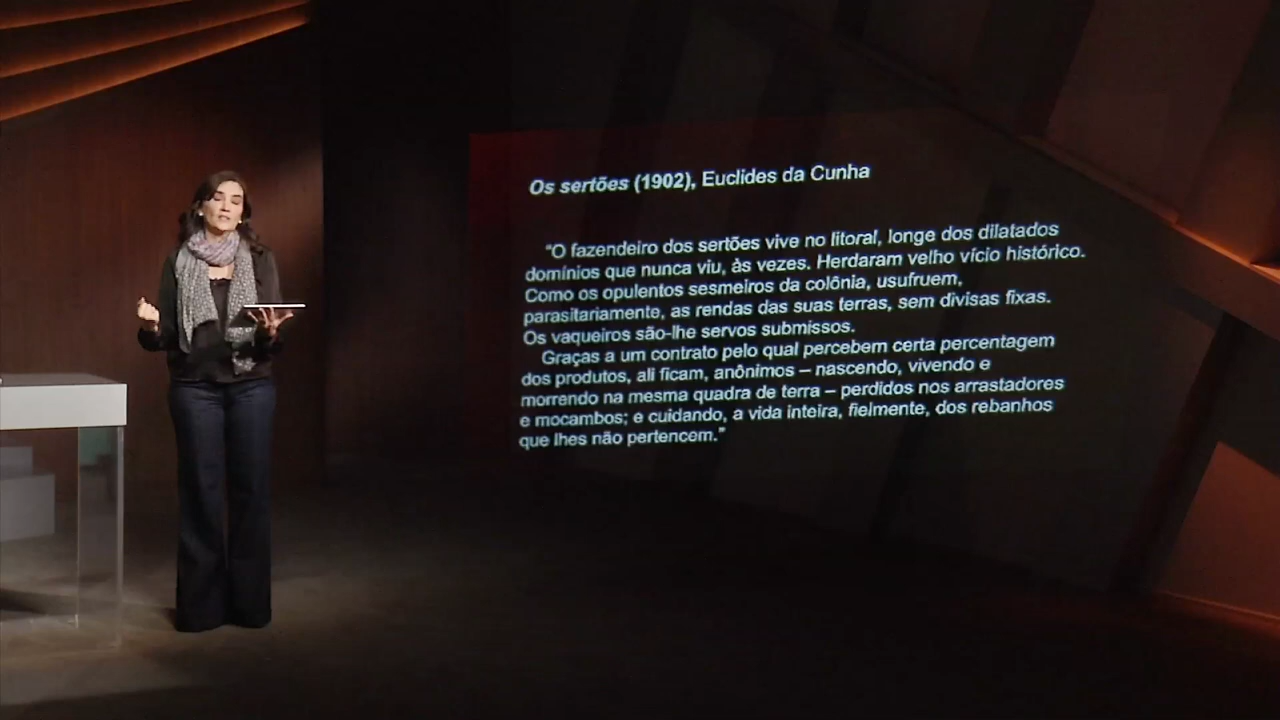 Os sertões (1902), Euclides da Cunha
“O fazendeiro dos sertões vive no litoral, longe dos dilatados
domínios que nunca viu, às vezes. Herdaram velho vício histórico.
Como os opulentos sesmeiros da colônia, usufruem,
parasitariamente, as rendas das suas terras, sem divisas fixas.
Os vaqueiros são-lhe servos submissos.
Graças a um contrato pelo qual percebem certa percentagem
dos produtos, ali ficam, anônimos – nascendo, vivendo e
morrendo na mesma quadra de terra – perdidos nos arrastadores
e mocambos; e cuidando, a vida inteira, fielmente, dos rebanhos
que lhes não pertencem.”